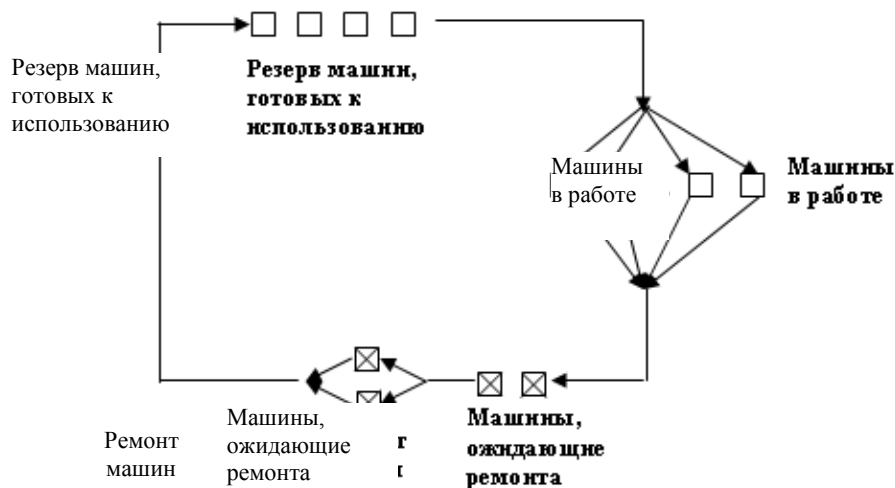 Резерв машин,
готовых к
использованию
Резерв машин,
готовых к
использованию
Машины
в работе
Машины
в работе
Ремонт
машин
Машины,
ожидающие
ремонта
Машины,
ожидающие
ремонта